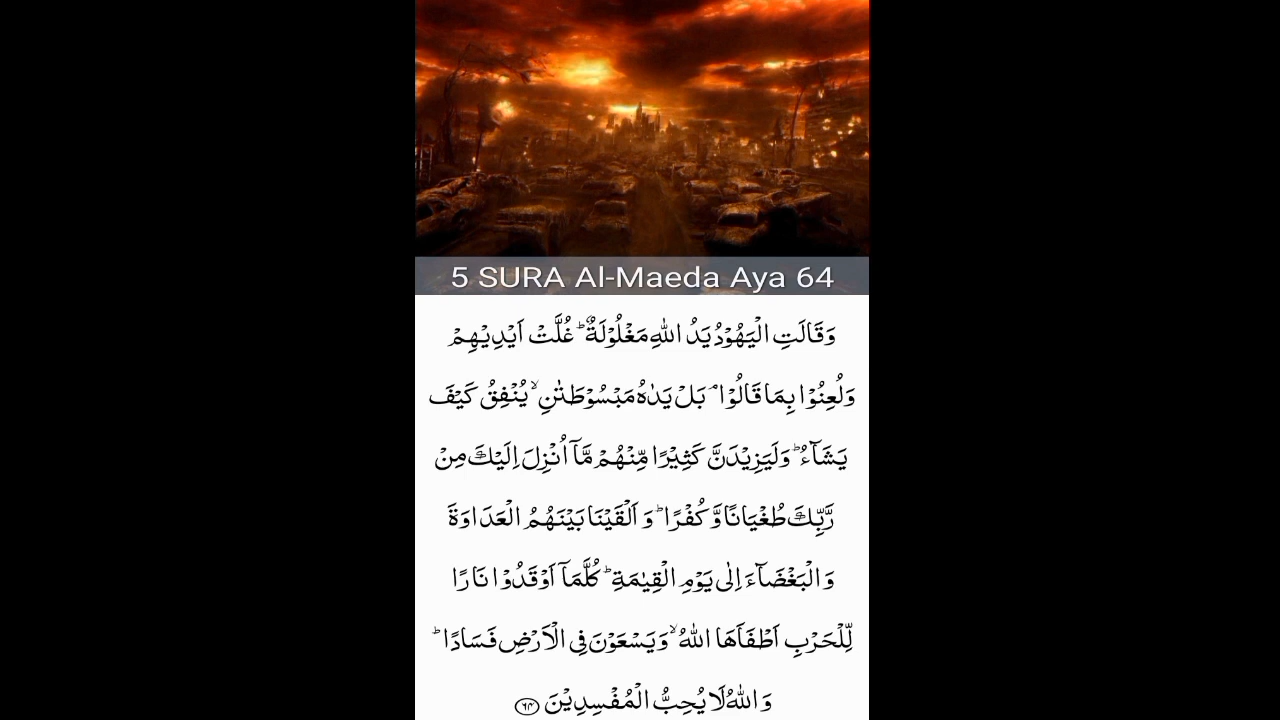 5 SURA Al-Maeda Aya 64
وَقَالَتِ الْيَهُوْدُ يَدُ اللّٰهِ مَغْلُوْلَةٌ ؕ غُلَّتْ اَيْدِيْهِمْ
وَلُعِنُوْا بِمَا قَالُوْا ۘ بَلْ يَدٰهُ مَبْسُوْطَتٰنِ ۙ يُنْفِقُ كَيْفَ
يَشَآءُ ؕ وَلَيَزِيْدَنَّ كَثِيْرًا مِّنْهُمْ مَّاۤ اُنْزِلَ اِلَيْكَ مِنْ
رَّبِّكَ طُغْيَانًا وَّكُفْرًا ؕ وَ اَلْقَيْنَا بَيْنَهُمُ الْعَدَاوَةَ
وَالْبَغْضَآءَ اِلٰى يَوْمِ الْقِيٰمَةِ ؕ كُلَّمَاۤ اَوْقَدُوْا نَارًا
لِّلْحَرْبِ اَطْفَاَهَا اللّٰهُ ۙ وَيَسْعَوْنَ فِى الْاَرْضِ فَسَادًا ؕ
وَاللّٰهُ لَا يُحِبُّ الْمُفْسِدِيْنَ ۶۴